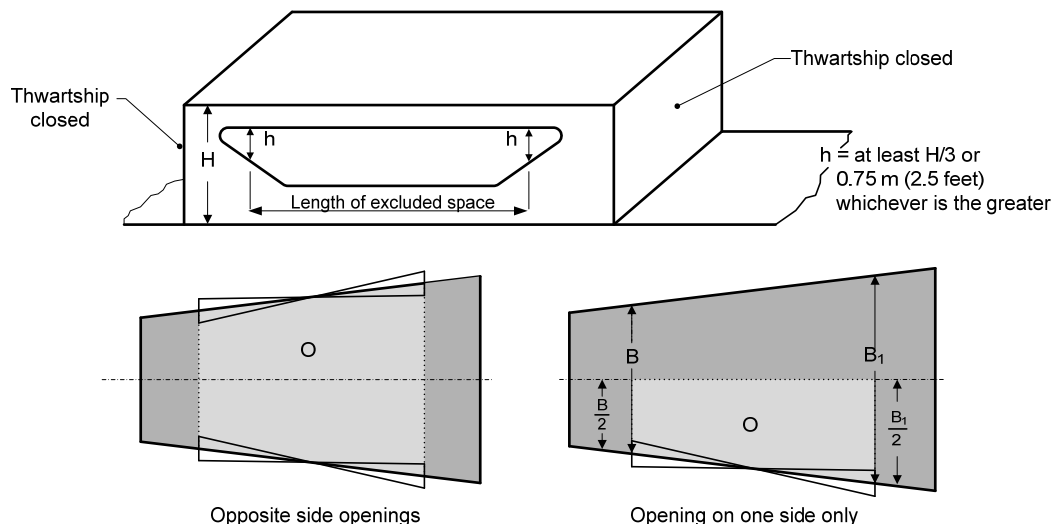 Thwartship closed
Thwartship
closed
H
h
h
Length of excluded space
h = at least H/3 or
0.75 m (2.5 feet)
whichever is the greater
O
Opposite side openings
B
B₁
B
2
O
B₁
2
Opening on one side only